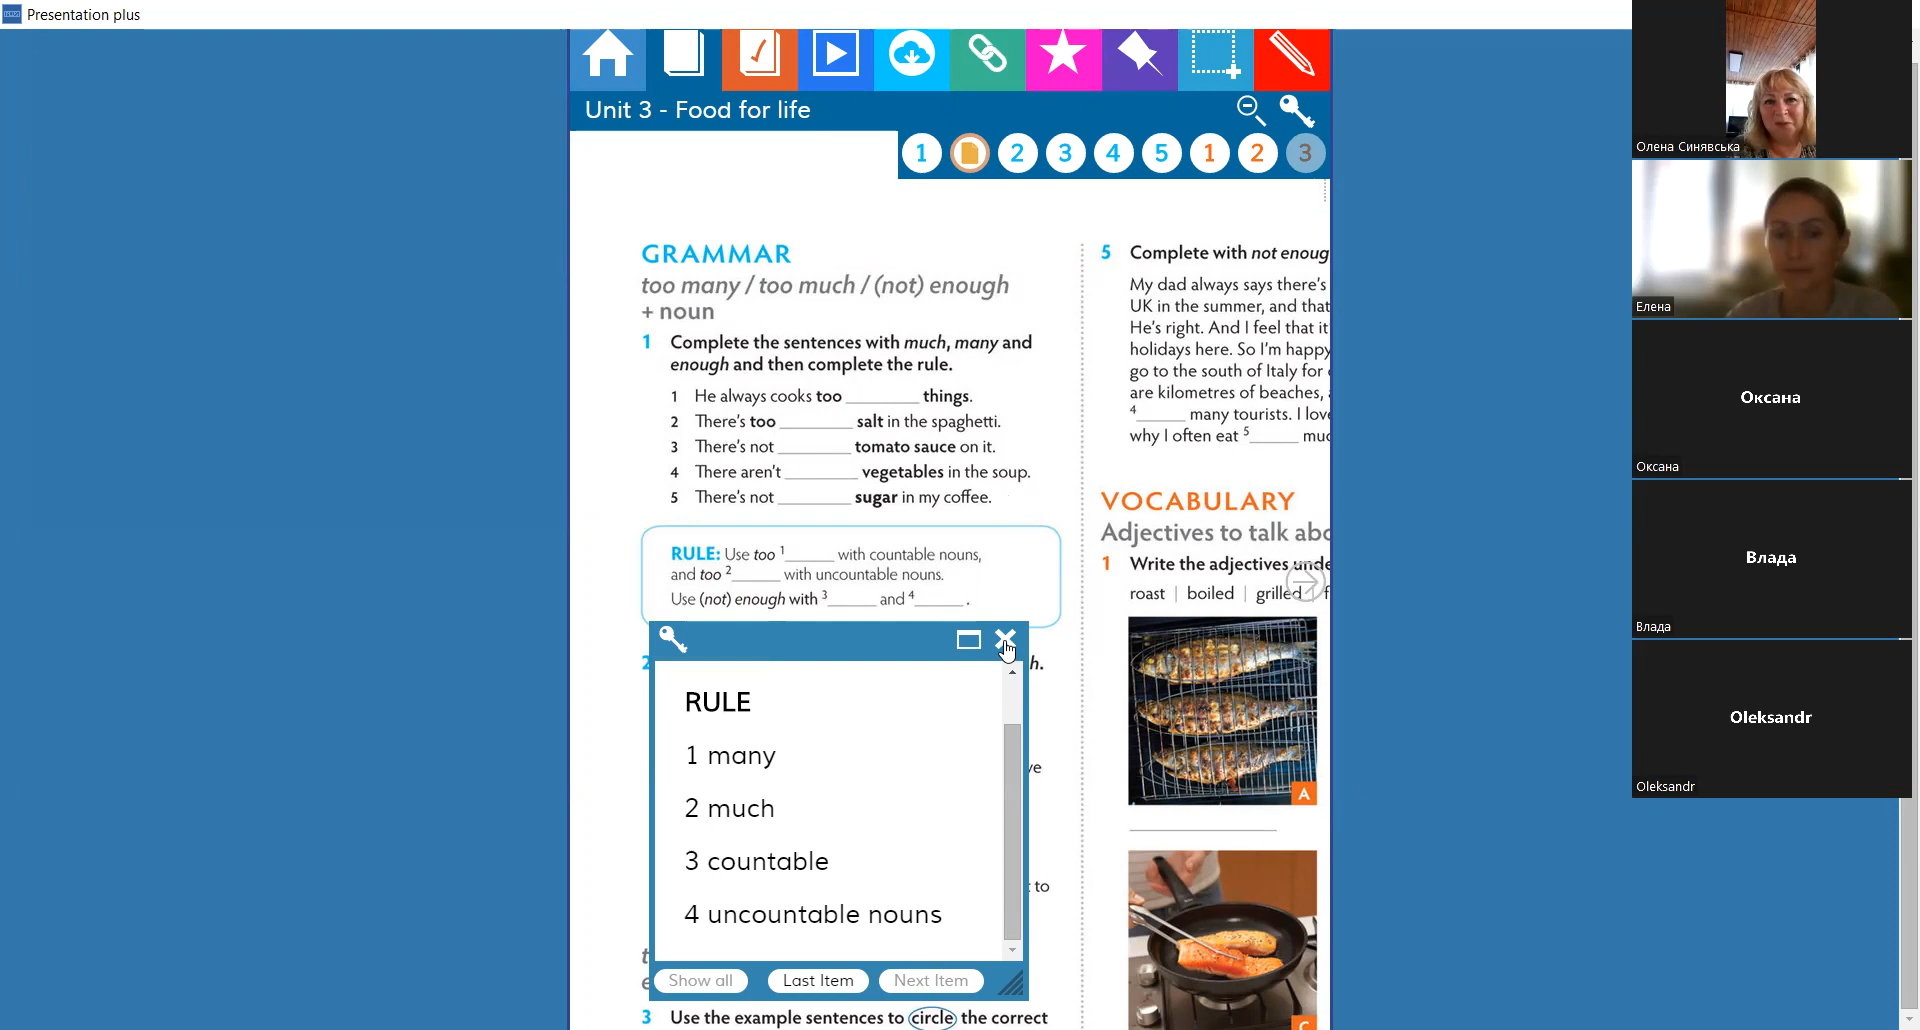 Presentation plus
Unit 3 - Food for life
1 2 3 4 5 1 2 3
GRAMMAR
too many / too much / (not) enough
+ noun
1 Complete the sentences with much, many and
enough and then complete the rule.
1 He always cooks too ________ things.
2 There's too ________ salt in the spaghetti.
3 There's not ________ tomato sauce on it.
4 There aren't ________ vegetables in the soup.
5 There's not ________ sugar in my coffee.
RULE: Use too 1______ with countable nouns,
and too 2______ with uncountable nouns.
Use (not) enough with 3______ and 4______ .
2
h.
RULE
1 many
2 much
3 countable
4 uncountable nouns
ve
to
Show all
Last Item
Next Item
3 Use the example sentences to circle the correct
5 Complete with not enoug
My dad always says there's
UK in the summer, and that
He's right. And I feel that it
holidays here. So I'm happy
go to the south of Italy for
are kilometres of beaches,
4______ many tourists. I love
why I often eat 5______ muc
VOCABULARY
Adjectives to talk abo
1 Write the adjectives unde
roast | boiled | grilled | f
A
C
Олена Синявська
Елена
Оксана
Оксана
Влада
Влада
Oleksandr
Oleksandr